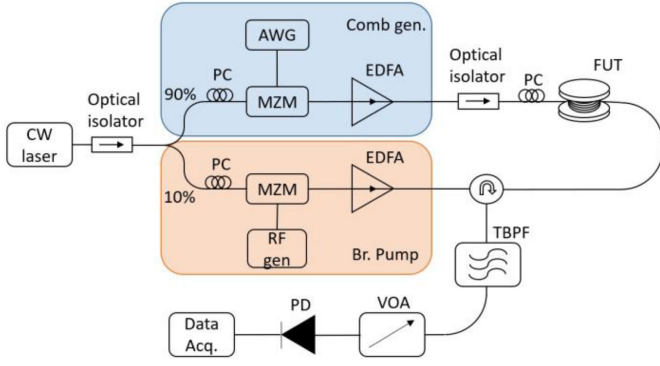 AWG
Comb gen.
Optical
isolator
FUT
PC
EDFA
PC
90%
MZM
Optical
isolator
CW
laser
PC
EDFA
10%
MZM
RF
gen
Br. Pump
TBPF
PD
VOA
Data
Acq.